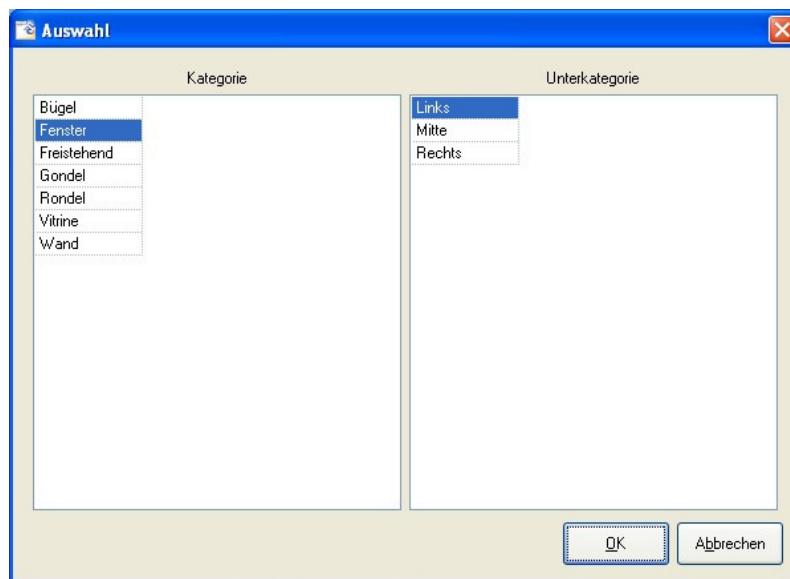 Auswahl
Kategorie
Unterkategorie
Bügel
Fenster
Freistehend
Gondel
Rondel
Vitrine
Wand
Links
Mitte
Rechts
OK
Abbrechen